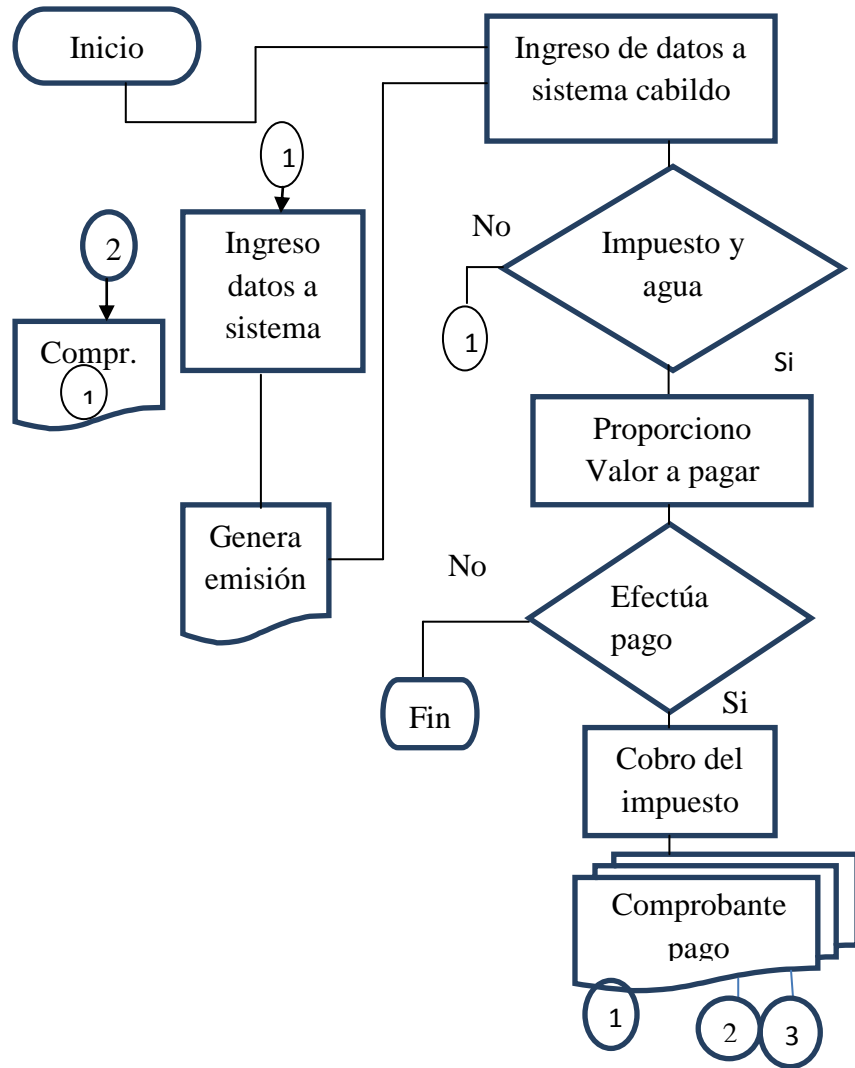 Inicio
Ingreso de datos a
sistema cabildo
1
2
Ingreso
datos a
sistema
No
Impuesto y
agua
1
Si
Compr.
1
Proporciono
Valor a pagar
Genera
emisión
No
Efectúa
pago
Fin
Si
Cobro del
impuesto
Comprobante
pago
1
2
3